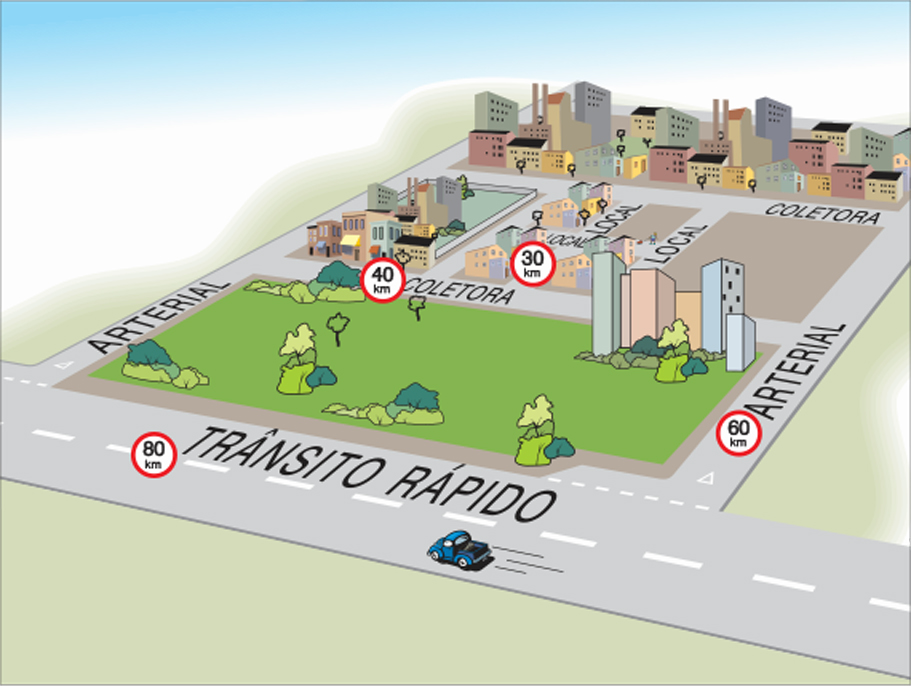 COLETORA
LOCAL
LOCAL
LOCAL
30
km
40
km
COLETORA
ARTERIAL
ARTERIAL
60
km
80
km
TRÂNSITO RÁPIDO